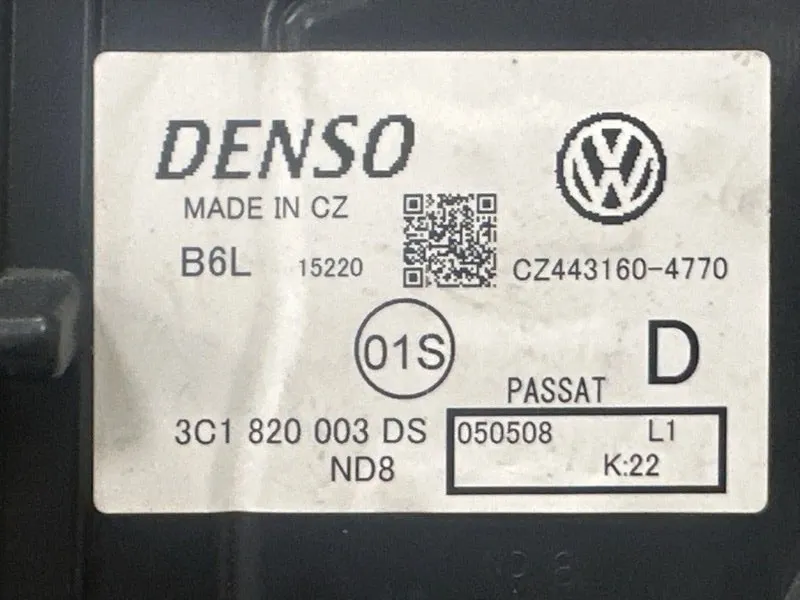 DENSO
MADE IN CZ
B6L 15220 CZ443160-4770
01S
D
PASSAT
3C1 820 003 DS
050508 L1
ND8
K:22